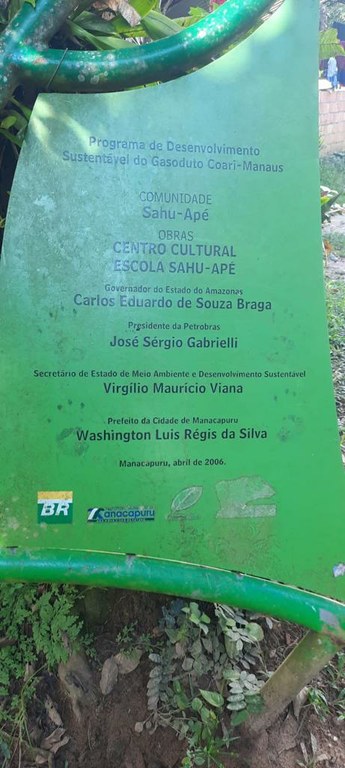 Programa de Desenvolvimento
Sustentável do Gasoduto Coari-Manaus
COMUNIDADE
Sahu-Apé
OBRAS
CENTRO CULTURAL
ESCOLA SAHU-APÉ
Governador do Estado do Amazonas
Carlos Eduardo de Souza Braga
Presidente da Petrobras
José Sérgio Gabrielli
Secretário de Estado de Meio Ambiente e Desenvolvimento Sustentável
Virgílio Maurício Viana
Prefeito da Cidade de Manacapuru
Washington Luis Régis da Silva
Manacapuru, abril de 2006.
BR
Manacapuru